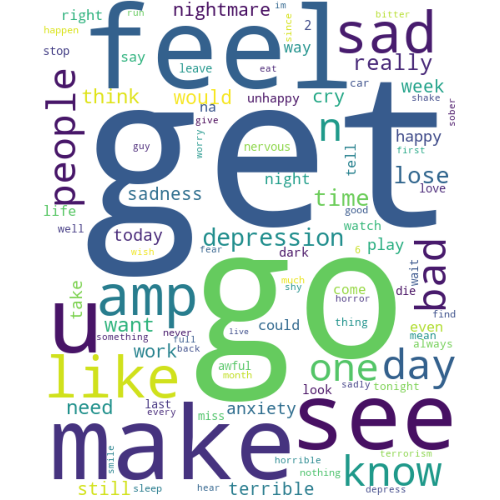 happen
run
im
right
nightmare
since
2
bitter
stop
say
feel
way
sad
leave
eat
car
really
think
would
unhappy
cry
week
shake
people
na
give
n
sober
get
guy
worry
nervous
tell
happy
first
night
lose
sadness
time
love
life
good
well
today
watch
wish
depression
fear
dark
6
play
bad
wait
take
u
amp
go
much
shy
come
horror
die
find
want
something
never
full
back
live
could
thing
mean
even
always
work
like
awful
month
one
day
look
sadly
tonight
need
last
every
miss
anxiety
see
make
smile
horrible
nothing
terrorism
know
still
sleep
hear
terrible
depress